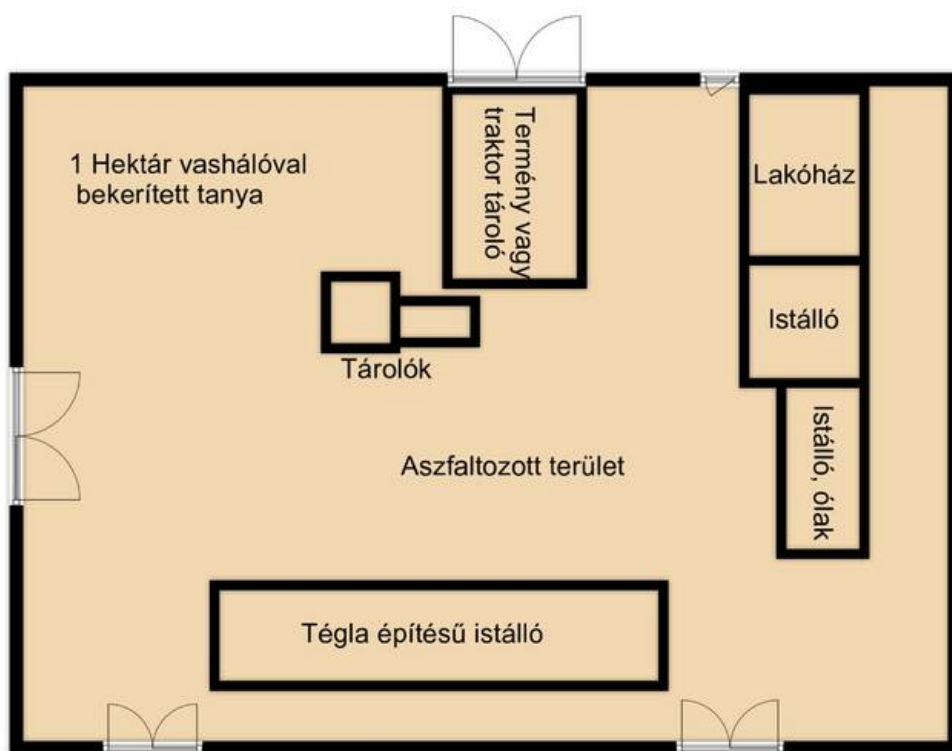 1 Hektár vashálóval
bekerített tanya
Termény vagy
traktor tároló
Lakóház
Istálló
Tárolók
Istálló, ólak
Aszfaltozott terület
Tégla építésű istálló